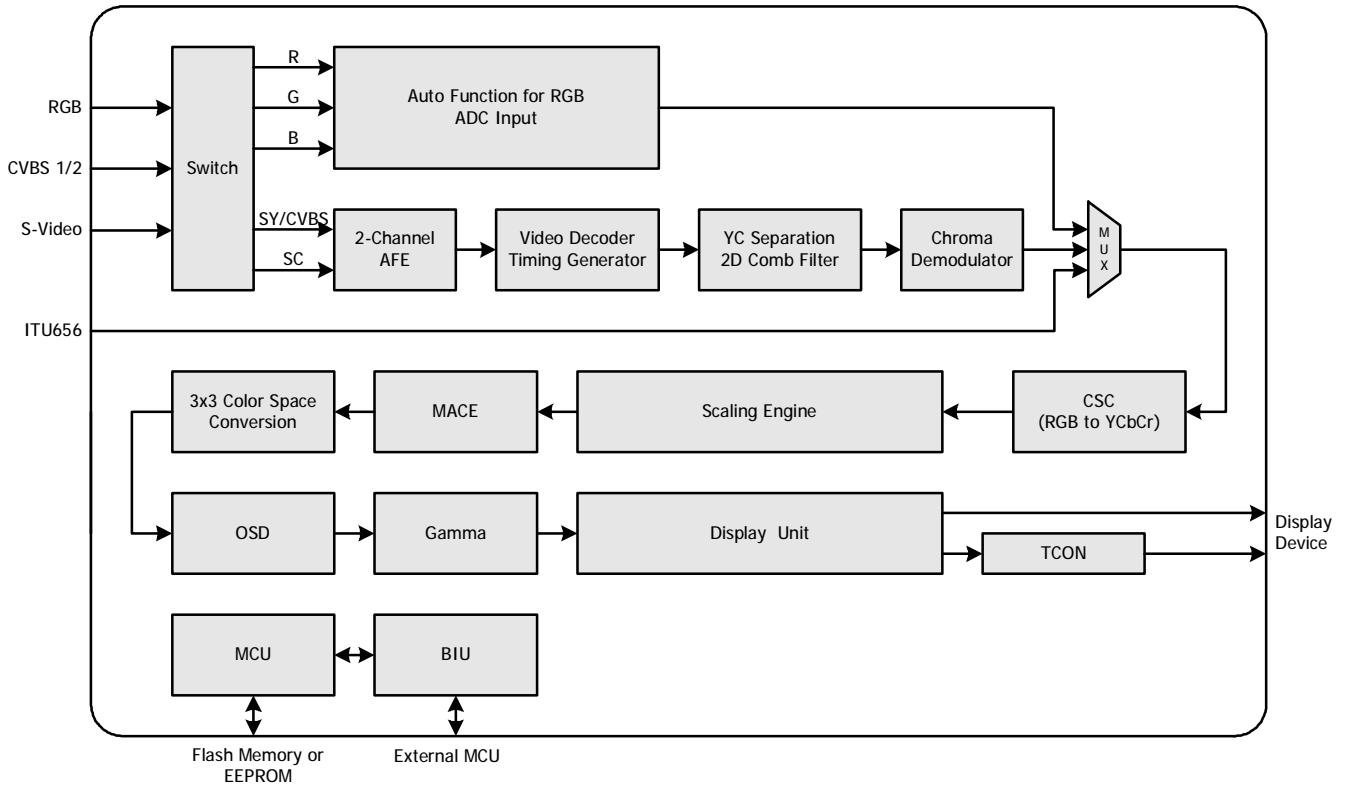 RGB
CVBS 1/2
S-Video
ITU656
Switch
R
G
B
SY/CVBS
SC
Auto Function for RGB
ADC Input
2-Channel
AFE
Video Decoder
Timing Generator
YC Separation
2D Comb Filter
Chroma
Demodulator
M
U
X
3x3 Color Space
Conversion
MACE
Scaling Engine
CSC
(RGB to YCbCr)
OSD
Gamma
Display Unit
TCON
Display
Device
MCU
BIU
Flash Memory or
EEPROM
External MCU